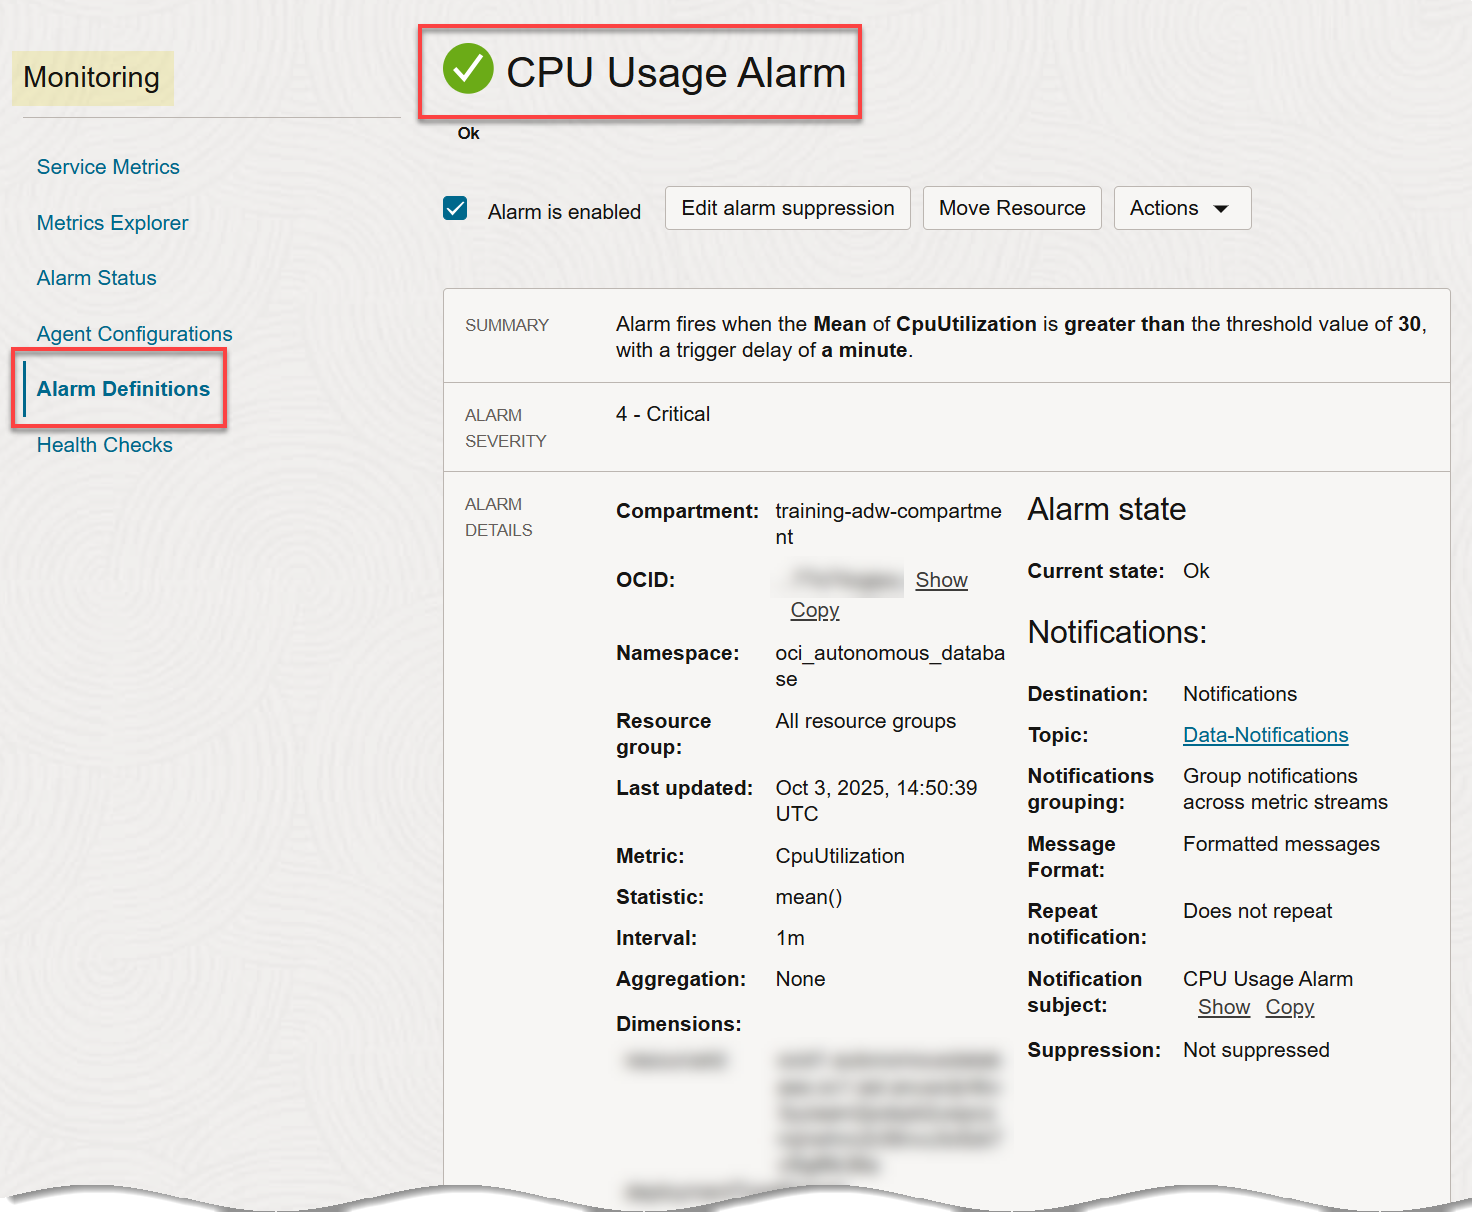 Monitoring
Service Metrics
Metrics Explorer
Alarm Status
Agent Configurations
Alarm Definitions
Health Checks
CPU Usage Alarm
Ok
Alarm is enabled
Edit alarm suppression
Move Resource
Actions
SUMMARY
Alarm fires when the Mean of CpuUtilization is greater than the threshold value of 30,
with a trigger delay of a minute.
ALARM
SEVERITY
4 - Critical
ALARM
DETAILS
Compartment: training-adw-compartme
nt
OCID: Show
Copy
Namespace: oci_autonomous_databa
se
Resource
group:
All resource groups
Last updated: Oct 3, 2025, 14:50:39
UTC
Metric: CpuUtilization
Statistic: mean()
Interval: 1m
Aggregation: None
Dimensions:
Alarm state
Current state: Ok
Notifications:
Destination: Notifications
Topic: Data-Notifications
Notifications
grouping:
Group notifications
across metric streams
Message
Format:
Formatted messages
Repeat
notification:
Does not repeat
Notification
subject:
CPU Usage Alarm
Show Copy
Suppression: Not suppressed